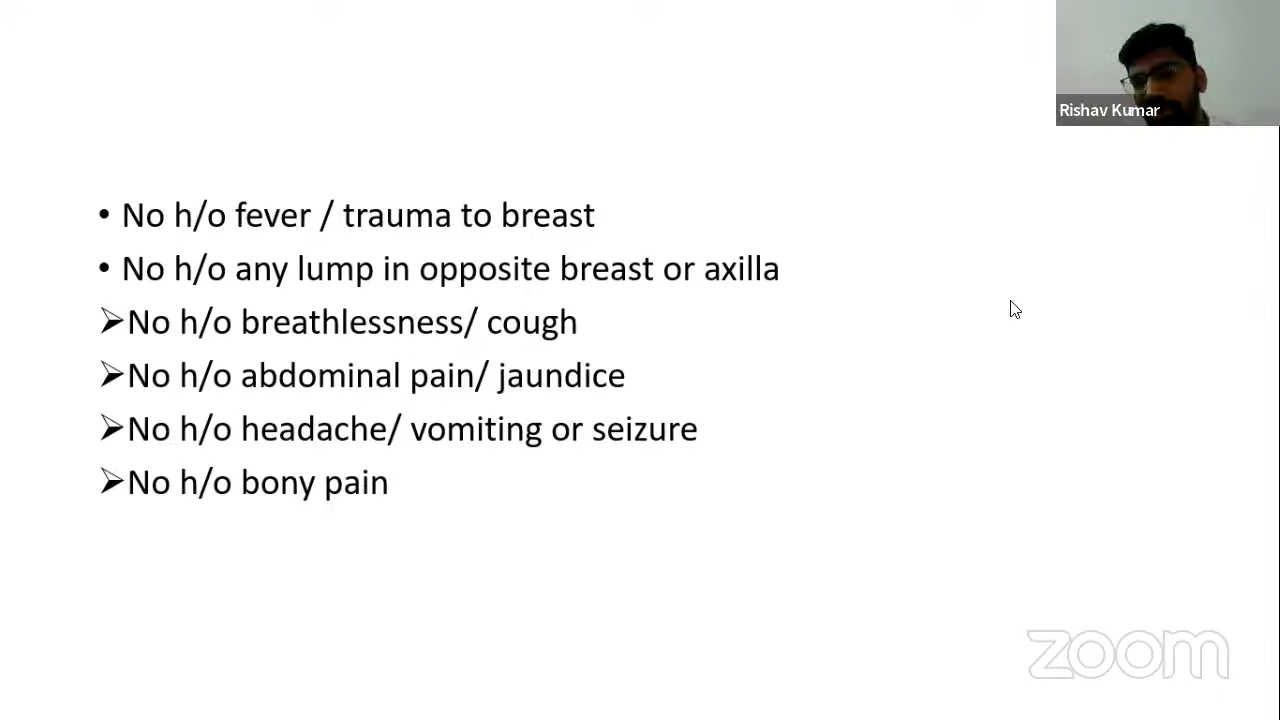 Rishav Kumar
• No h/o fever / trauma to breast
• No h/o any lump in opposite breast or axilla
➢No h/o breathlessness/ cough
➢No h/o abdominal pain/ jaundice
➢No h/o headache/ vomiting or seizure
➢No h/o bony pain
zoom